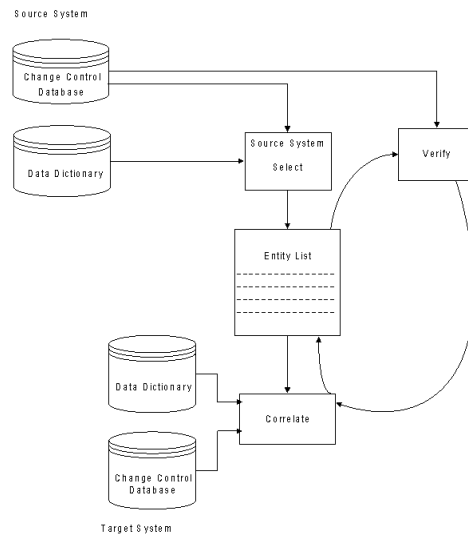 Source System
Change Control
Database
Source System
Select
Verify
Data Dictionary
Entity List
Data Dictionary
Correlate
Change Control
Database
Target System